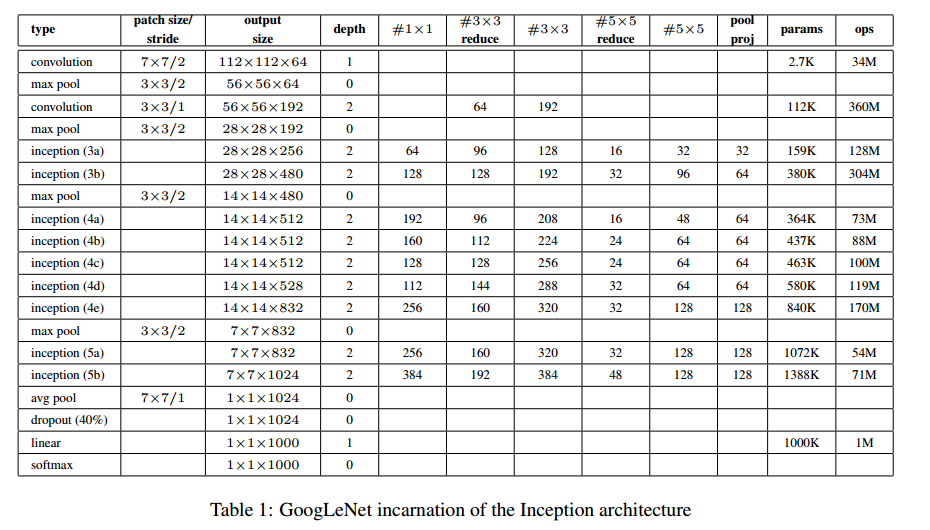 type patch size/ stride output size depth #1×1 #3×3 reduce #3×3 #5×5 reduce #5×5 pool proj params ops
convolution 7×7/2 112×112×64 1 2.7K 34M
max pool 3×3/2 56×56×64 0
convolution 3×3/1 56×56×192 2 64 192 112K 360M
max pool 3×3/2 28×28×192 0
inception (3a) 28×28×256 2 64 96 128 16 32 32 159K 128M
inception (3b) 28×28×480 2 128 128 192 32 96 64 380K 304M
max pool 3×3/2 14×14×480 0
inception (4a) 14×14×512 2 192 96 208 16 48 64 364K 73M
inception (4b) 14×14×512 2 160 112 224 24 64 64 437K 88M
inception (4c) 14×14×512 2 128 128 256 24 64 64 463K 100M
inception (4d) 14×14×528 2 112 144 288 32 64 64 580K 119M
inception (4e) 14×14×832 2 256 160 320 32 128 128 840K 170M
max pool 3×3/2 7×7×832 0
inception (5a) 7×7×832 2 256 160 320 32 128 128 1072K 54M
inception (5b) 7×7×1024 2 384 192 384 48 128 128 1388K 71M
avg pool 7×7/1 1×1×1024 0
dropout (40%) 1×1×1024 0
linear 1×1×1000 1 1000K 1M
softmax 1×1×1000 0
Table 1: GoogLeNet incarnation of the Inception architecture